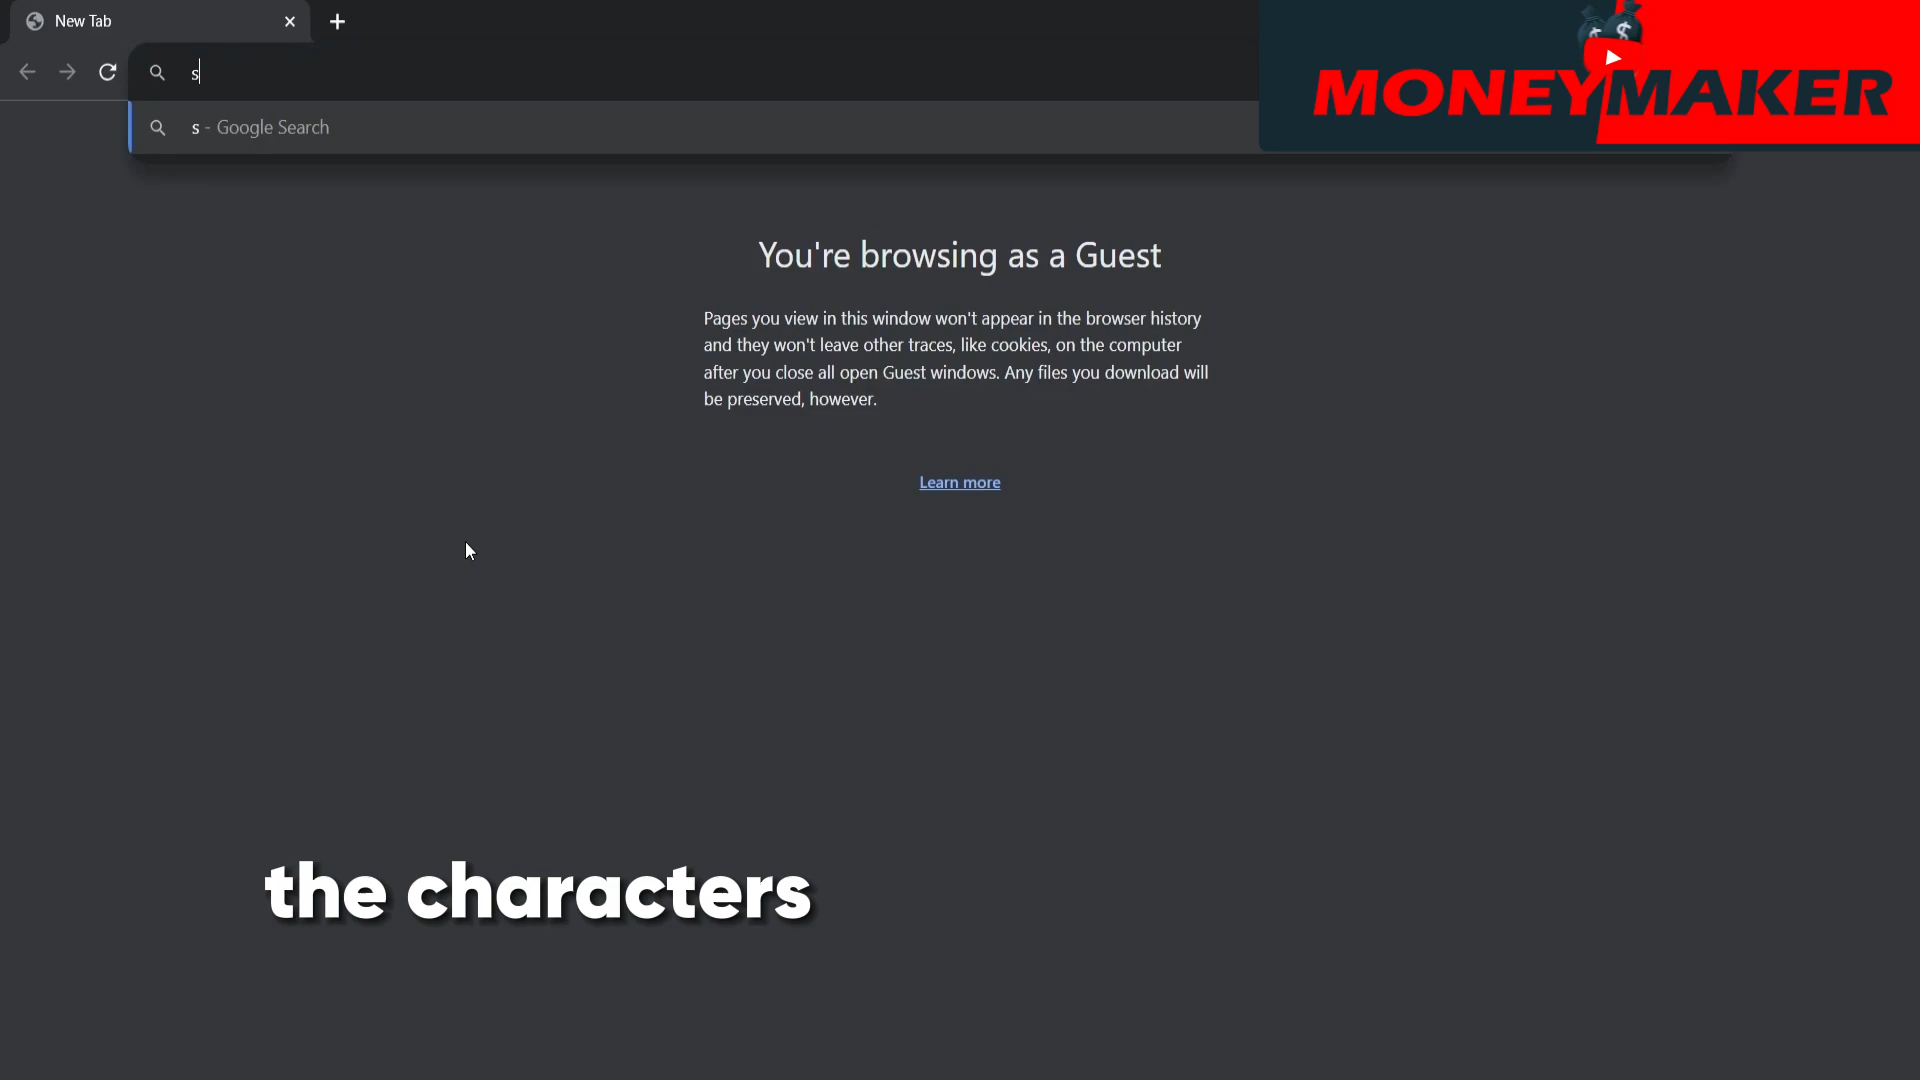 New Tab
s
s - Google Search
MONEYMAKER
You're browsing as a Guest
Pages you view in this window won't appear in the browser history
and they won't leave other traces, like cookies, on the computer
after you close all open Guest windows. Any files you download will
be preserved, however.
Learn more
the characters